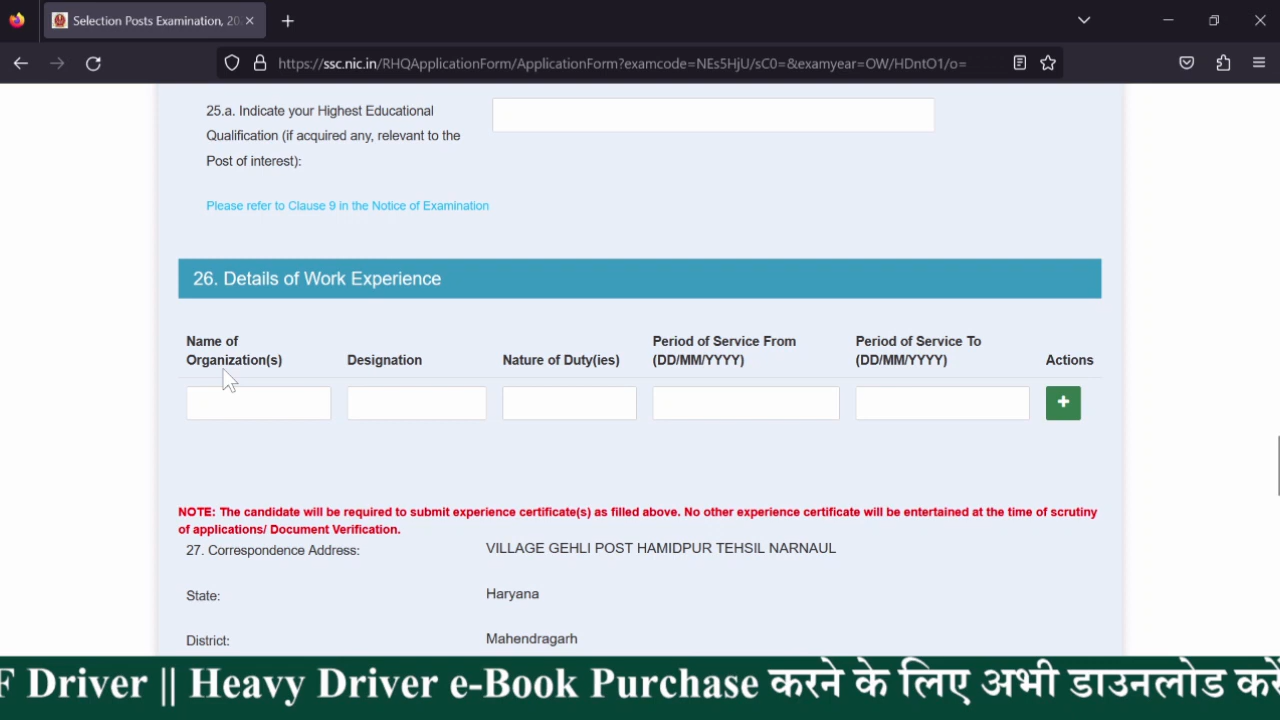 Selection Posts Examination, 20
https://ssc.nic.in/RHQApplicationForm/ApplicationForm?examcode=NEs5HjU/sC0=&examyear=OW/HDntO1/o=
25.a. Indicate your Highest Educational
Qualification (if acquired any, relevant to the
Post of interest):
Please refer to Clause 9 in the Notice of Examination
26. Details of Work Experience
Name of Organization(s) Designation Nature of Duty(ies) Period of Service From (DD/MM/YYYY) Period of Service To (DD/MM/YYYY) Actions
NOTE: The candidate will be required to submit experience certificate(s) as filled above. No other experience certificate will be entertained at the time of scrutiny
of applications/ Document Verification.
27. Correspondence Address: VILLAGE GEHLI POST HAMIDPUR TEHSIL NARNAUL
State: Haryana
District: Mahendragarh
F Driver || Heavy Driver e-Book Purchase करने के लिए अभी डाउनलोड करें